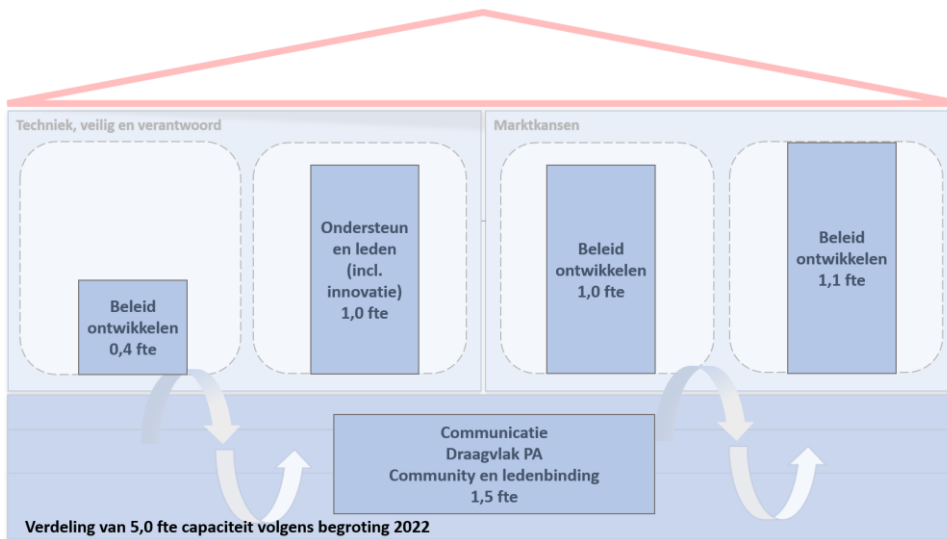 Techniek, veilig en verantwoord
Marktkansen
Beleid
ontwikkelen
0,4 fte
Ondersteun
en leden
(incl.
innovatie)
1,0 fte
Beleid
ontwikkelen
1,0 fte
Beleid
ontwikkelen
1,1 fte
Communicatie
Draagvlak PA
Community en ledenbinding
1,5 fte
Verdeling van 5,0 fte capaciteit volgens begroting 2022